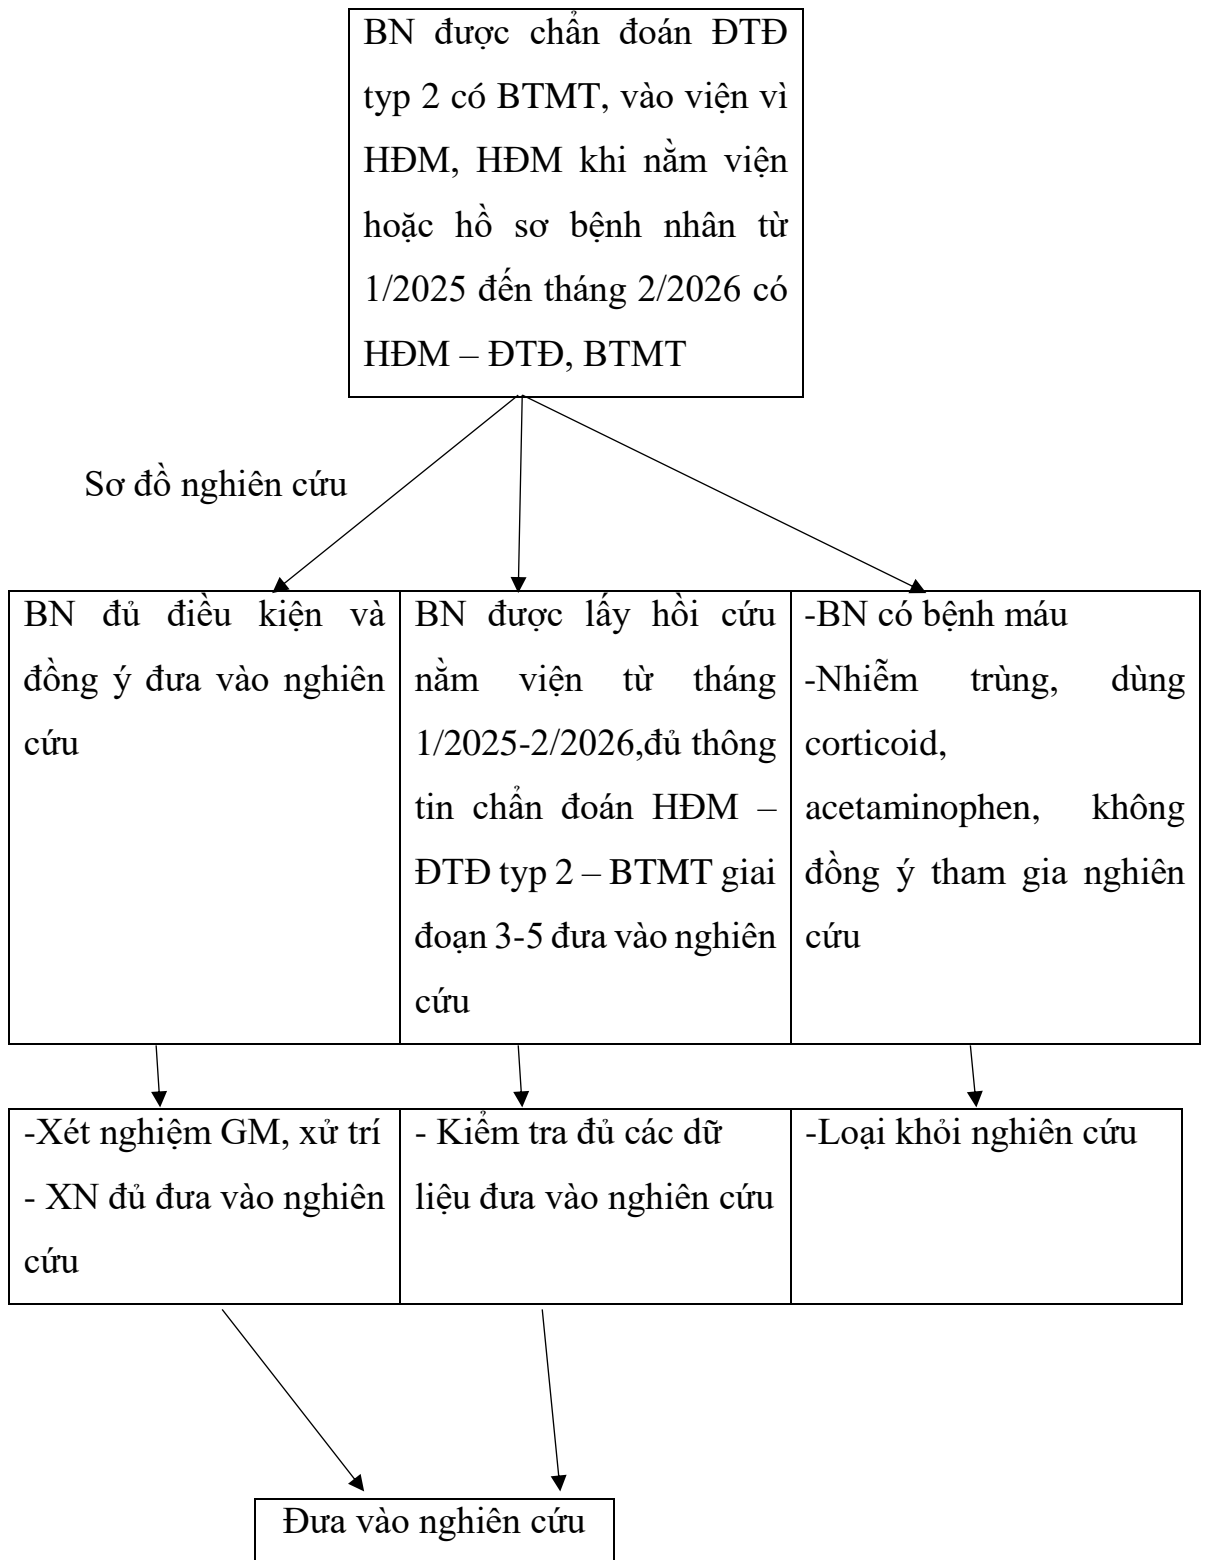 BN được chẩn đoán ĐTĐ
typ 2 có BTMT, vào viện vì
HĐM, HĐM khi nằm viện
hoặc hồ sơ bệnh nhân từ
1/2025 đến tháng 2/2026 có
HĐM – ĐTĐ, BTMT
Sơ đồ nghiên cứu
BN đủ điều kiện và
đồng ý đưa vào nghiên
cứu
BN được lấy hồi cứu
nằm viện từ tháng
1/2025-2/2026,đủ thông
tin chẩn đoán HĐM –
ĐTĐ typ 2 – BTMT giai
đoạn 3-5 đưa vào nghiên
cứu
-BN có bệnh máu
-Nhiễm trùng, dùng
corticoid,
acetaminophen, không
đồng ý tham gia nghiên
cứu
-Xét nghiệm GM, xử trí
- XN đủ đưa vào nghiên
cứu
- Kiểm tra đủ các dữ
liệu đưa vào nghiên cứu
-Loại khỏi nghiên cứu
Đưa vào nghiên cứu